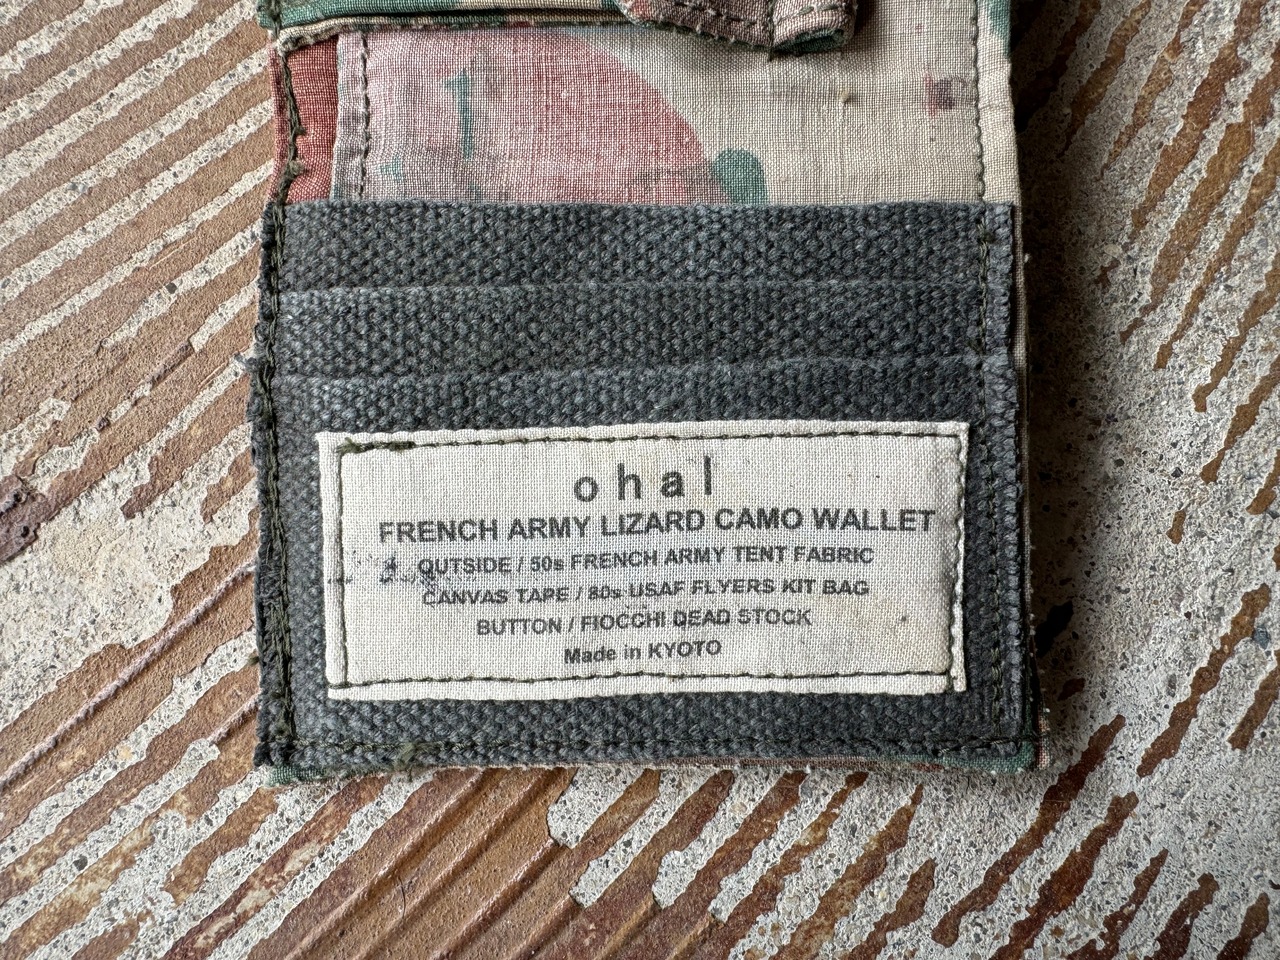 ohal
FRENCH ARMY LIZARD CAMO WALLET
OUTSIDE / 50s FRENCH ARMY TENT FABRIC
CANVAS TAPE / 80s USAF FLYERS KIT BAG
BUTTON / FIOCCHI DEAD STOCK
Made in KYOTO